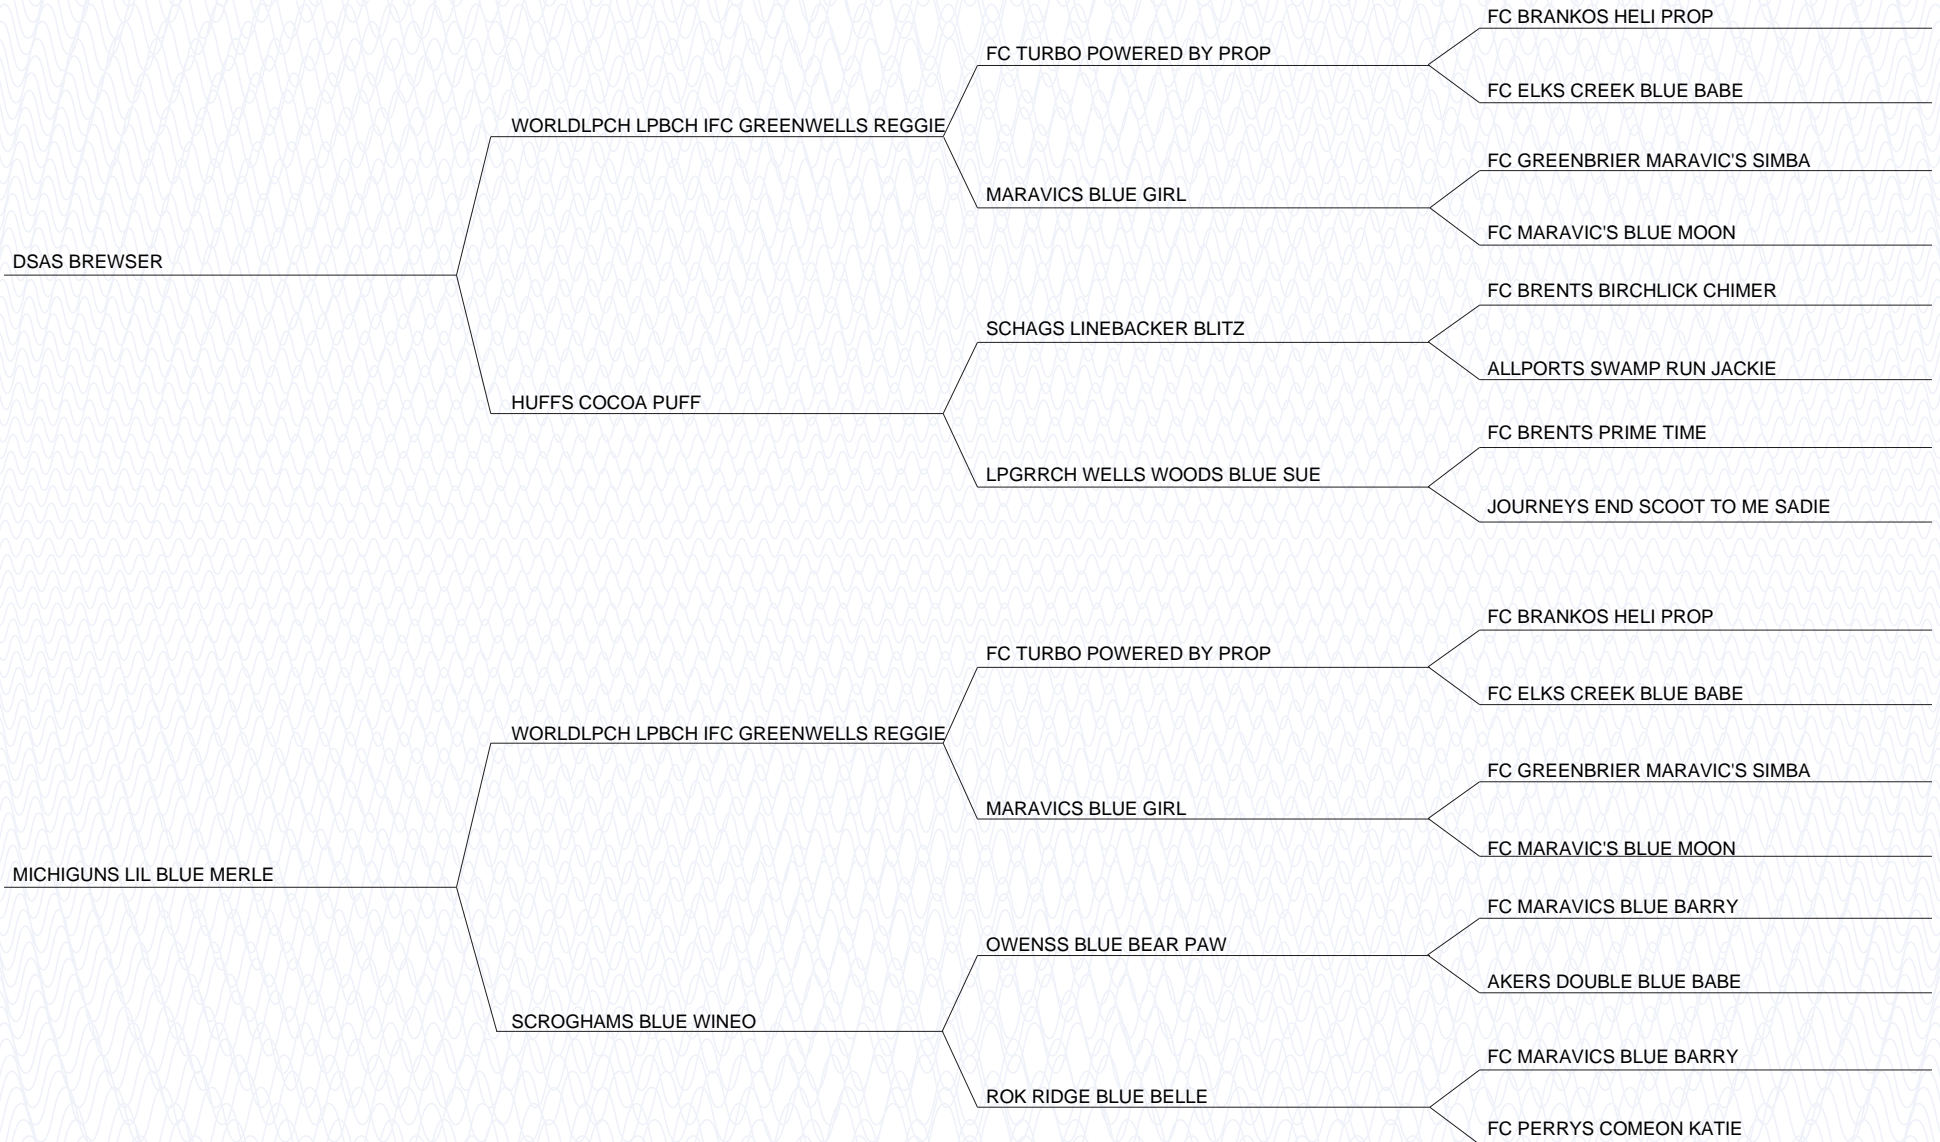 FC BRANKOS HELI PROP
FC TURBO POWERED BY PROP
FC ELKS CREEK BLUE BABE
WORLDLPCH LPBCH IFC GREENWELLS REGGIE
FC GREENBRIER MARAVIC'S SIMBA
MARAVICS BLUE GIRL
FC MARAVIC'S BLUE MOON
DSAS BREWSER
FC BRENTS BIRCHLICK CHIMER
SCHAGS LINEBACKER BLITZ
ALLPORTS SWAMP RUN JACKIE
HUFFS COCOA PUFF
FC BRENTS PRIME TIME
LPGRRCH WELLS WOODS BLUE SUE
JOURNEYS END SCOOT TO ME SADIE
FC BRANKOS HELI PROP
FC TURBO POWERED BY PROP
FC ELKS CREEK BLUE BABE
WORLDLPCH LPBCH IFC GREENWELLS REGGIE
FC GREENBRIER MARAVIC'S SIMBA
MARAVICS BLUE GIRL
FC MARAVIC'S BLUE MOON
MICHIGUNS LIL BLUE MERLE
FC MARAVICS BLUE BARRY
OWENSS BLUE BEAR PAW
AKERS DOUBLE BLUE BABE
SCROGHAMS BLUE WINEO
FC MARAVICS BLUE BARRY
ROK RIDGE BLUE BELLE
FC PERRYS COMEON KATIE